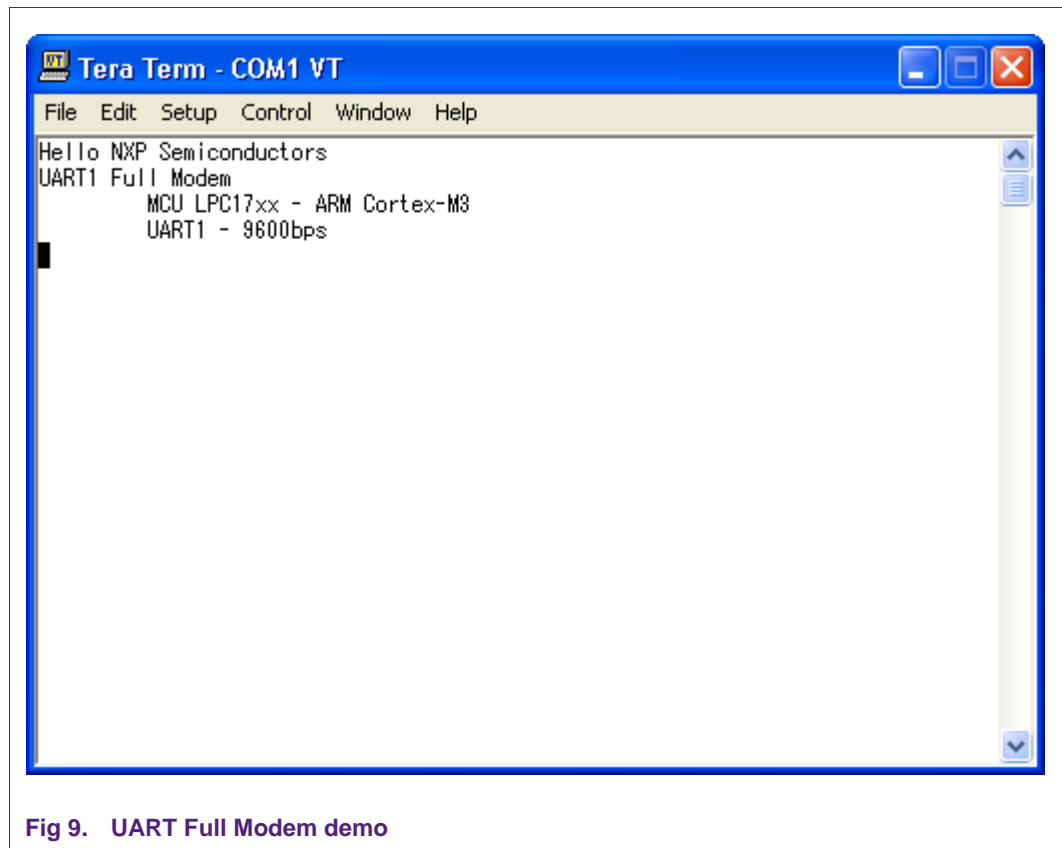 Tera Term - COM1 VT
File Edit Setup Control Window Help
Hello NXP Semiconductors
UART1 Full Modem
MCU LPC17xx - ARM Cortex-M3
UART1 - 9600bps
Fig 9. UART Full Modem demo